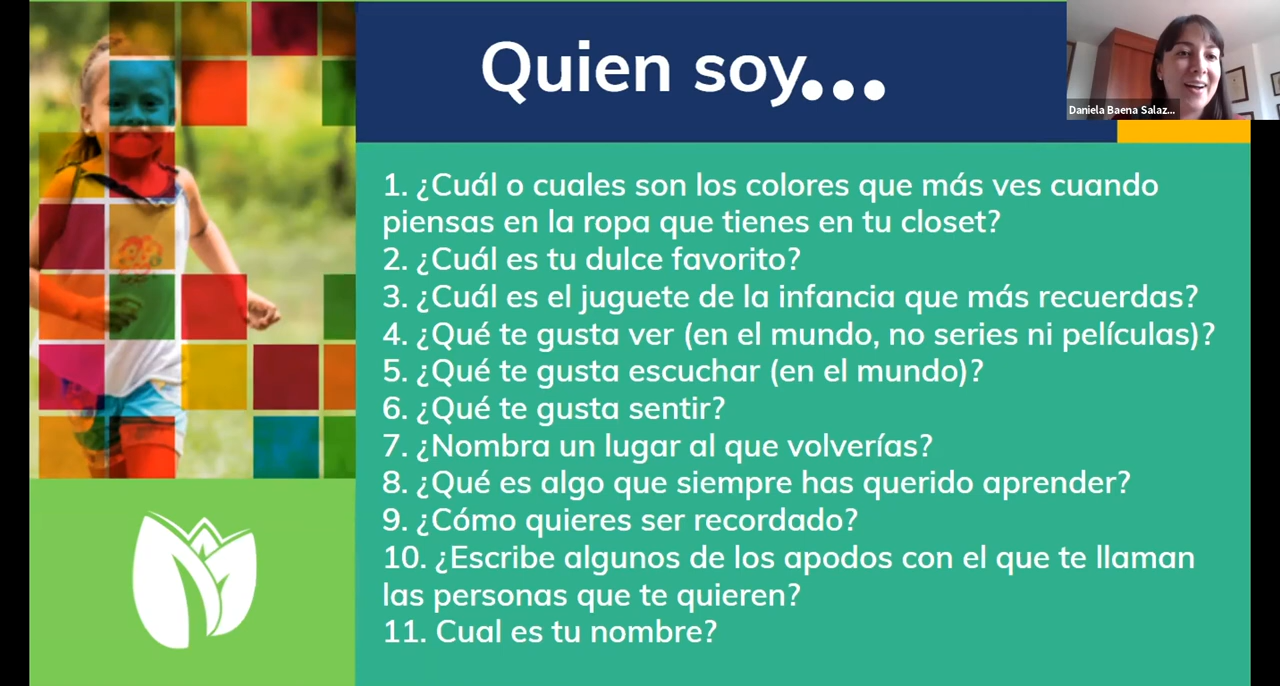 Quien soy...
Daniela Baena Salaz...
1. ¿Cuál o cuales son los colores que más ves cuando
piensas en la ropa que tienes en tu closet?
2. ¿Cuál es tu dulce favorito?
3. ¿Cuál es el juguete de la infancia que más recuerdas?
4. ¿Qué te gusta ver (en el mundo, no series ni películas)?
5. ¿Qué te gusta escuchar (en el mundo)?
6. ¿Qué te gusta sentir?
7. ¿Nombra un lugar al que volverías?
8. ¿Qué es algo que siempre has querido aprender?
9. ¿Cómo quieres ser recordado?
10. ¿Escribe algunos de los apodos con el que te llaman
las personas que te quieren?
11. Cual es tu nombre?